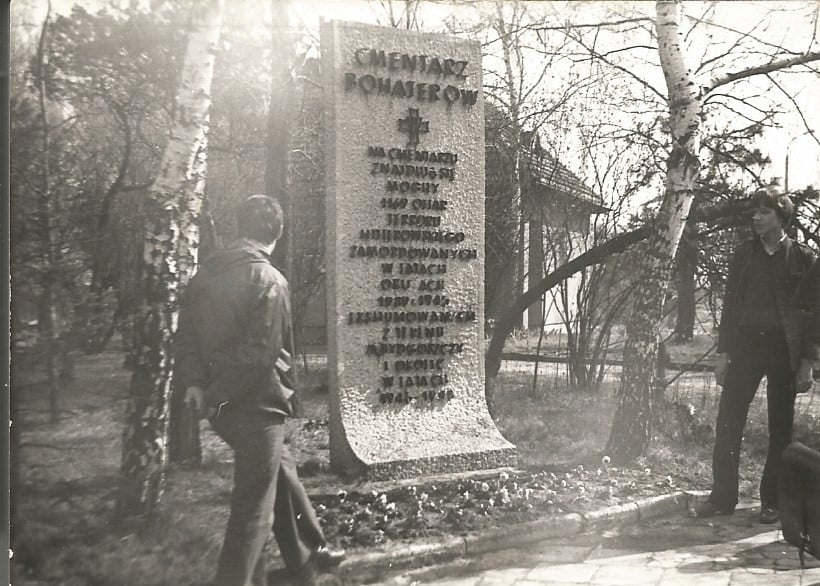 CMENTARZ
BOHATERÓW
NA CMENTARZU
ZNAJDUJĄ SIĘ
MOGIŁY
1169 OFIAR
TERRORU
HITLEROWSKIEGO
ZAMORDOWANYCH
W LATACH
OKUPACJI
1939-1945
EKSHUMOWANYCH
Z TERENU
BYDGOSZCZY
I OKOLIC
W LATACH